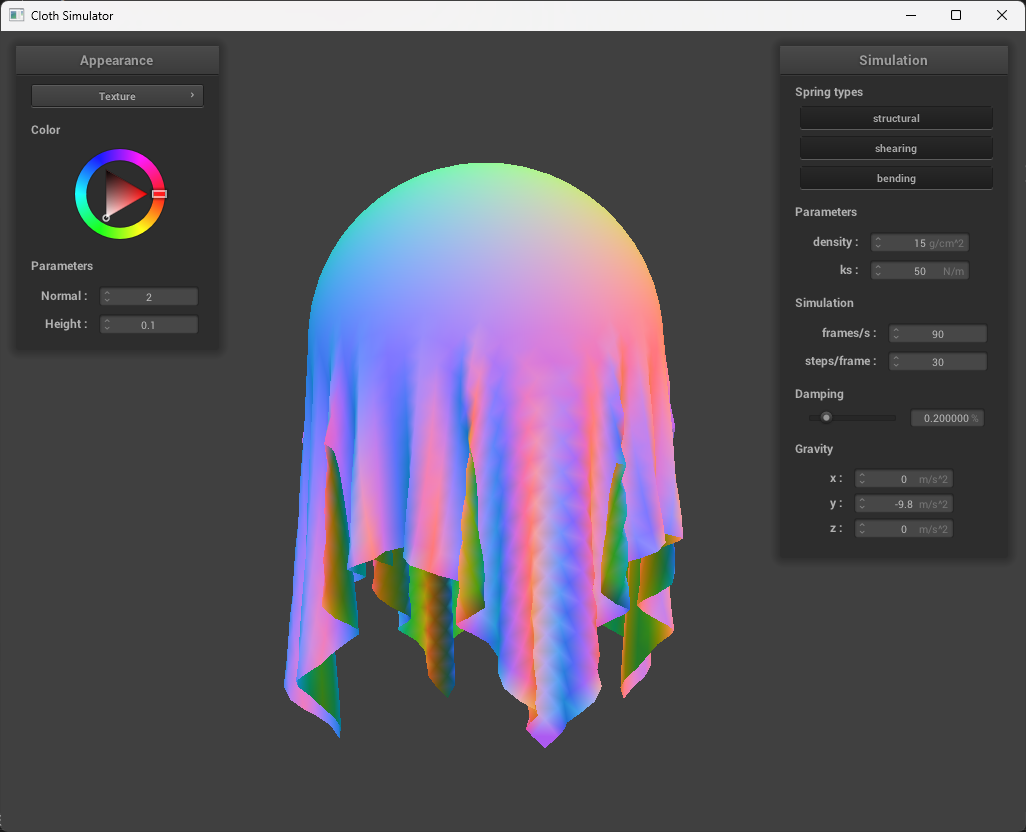 Cloth Simulator
Appearance
Texture
Color
Parameters
Normal : 2
Height : 0.1
Simulation
Spring types
structural
shearing
bending
Parameters
density : 15 g/cm^2
ks : 50 N/m
Simulation
frames/s : 90
steps/frame : 30
Damping
0.200000 %
Gravity
x : 0 m/s^2
y : -9.8 m/s^2
z : 0 m/s^2